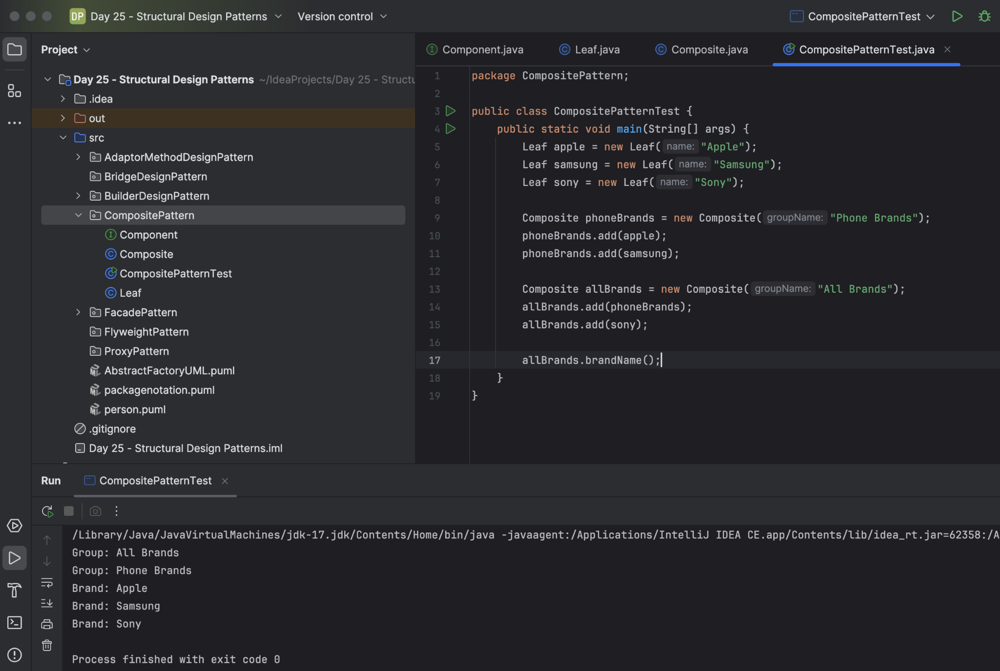 DP Day 25 - Structural Design Patterns Version control CompositePatternTest
Project
Component.java Leaf.java Composite.java CompositePatternTest.java
Day 25 - Structural Design Patterns ~/IdeaProjects/Day 25 - Structu
.idea
out
src
AdaptorMethodDesignPattern
BridgeDesignPattern
BuilderDesignPattern
CompositePattern
Component
Composite
CompositePatternTest
Leaf
FacadePattern
FlyweightPattern
ProxyPattern
AbstractFactoryUML.puml
packagenotation.puml
person.puml
.gitignore
Day 25 - Structural Design Patterns.iml
1 package CompositePattern;
2
3 public class CompositePatternTest {
4 public static void main(String[] args) {
5 Leaf apple = new Leaf( name: "Apple");
6 Leaf samsung = new Leaf( name: "Samsung");
7 Leaf sony = new Leaf( name: "Sony");
8
9 Composite phoneBrands = new Composite( groupName: "Phone Brands");
10 phoneBrands.add(apple);
11 phoneBrands.add(samsung);
12
13 Composite allBrands = new Composite( groupName: "All Brands");
14 allBrands.add(phoneBrands);
15 allBrands.add(sony);
16
17 allBrands.brandName();
18 }
19 }
Run CompositePatternTest
/Library/Java/JavaVirtualMachines/jdk-17.jdk/Contents/Home/bin/java -javaagent:/Applications/IntelliJ IDEA CE.app/Contents/lib/idea_rt.jar=62358:/A
Group: All Brands
Group: Phone Brands
Brand: Apple
Brand: Samsung
Brand: Sony
Process finished with exit code 0